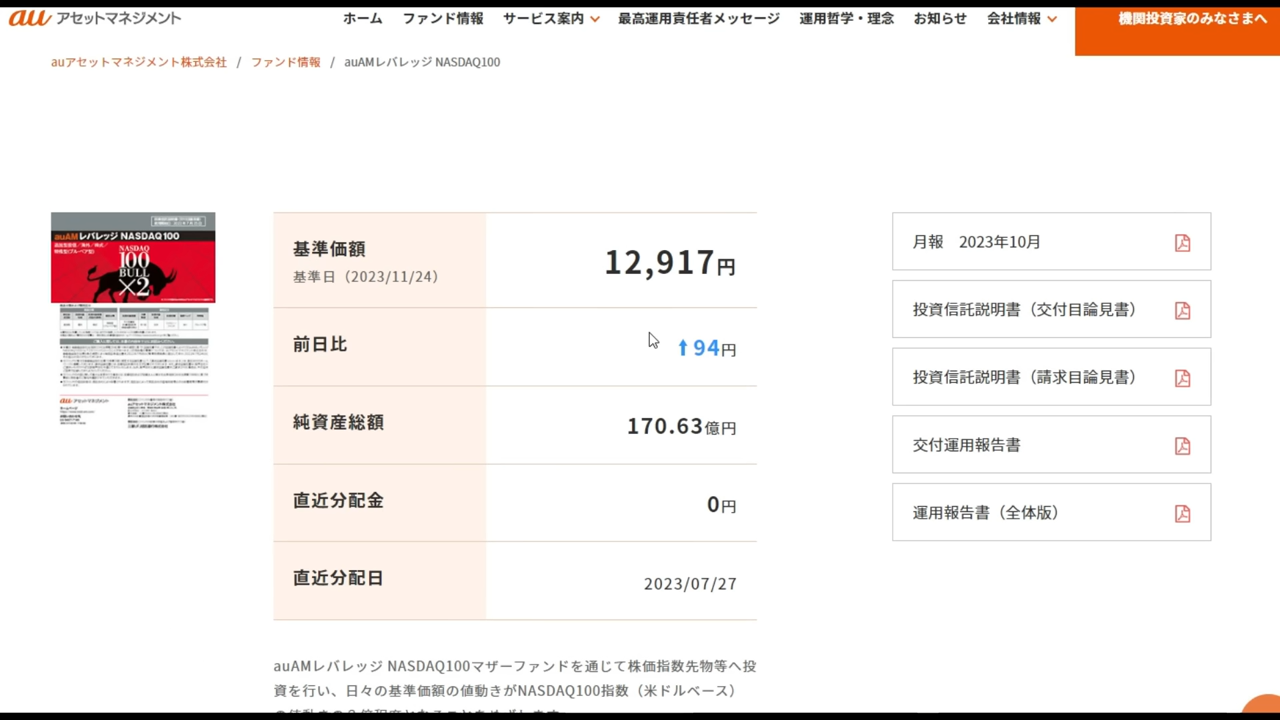 au アセットマネジメント
ホーム ファンド情報 サービス案内 最高運用責任者メッセージ 運用哲学・理念 お知らせ 会社情報 機関投資家のみなさまへ
auアセットマネジメント株式会社 / ファンド情報 / auAMレバレッジ NASDAQ100
auAMレバレッジ NASDAQ100
NASDAQ
100
BULL
×2
auアセットマネジメント
基準価額
基準日（2023/11/24）
12,917円
前日比
↑94円
純資産総額
170.63億円
直近分配金
0円
直近分配日
2023/07/27
月報 2023年10月
投資信託説明書（交付目論見書）
投資信託説明書（請求目論見書）
交付運用報告書
運用報告書（全体版）
auAMレバレッジ NASDAQ100マザーファンドを通じて株価指数先物等へ投
資を行い、日々の基準価額の値動きがNASDAQ100指数（米ドルベース）